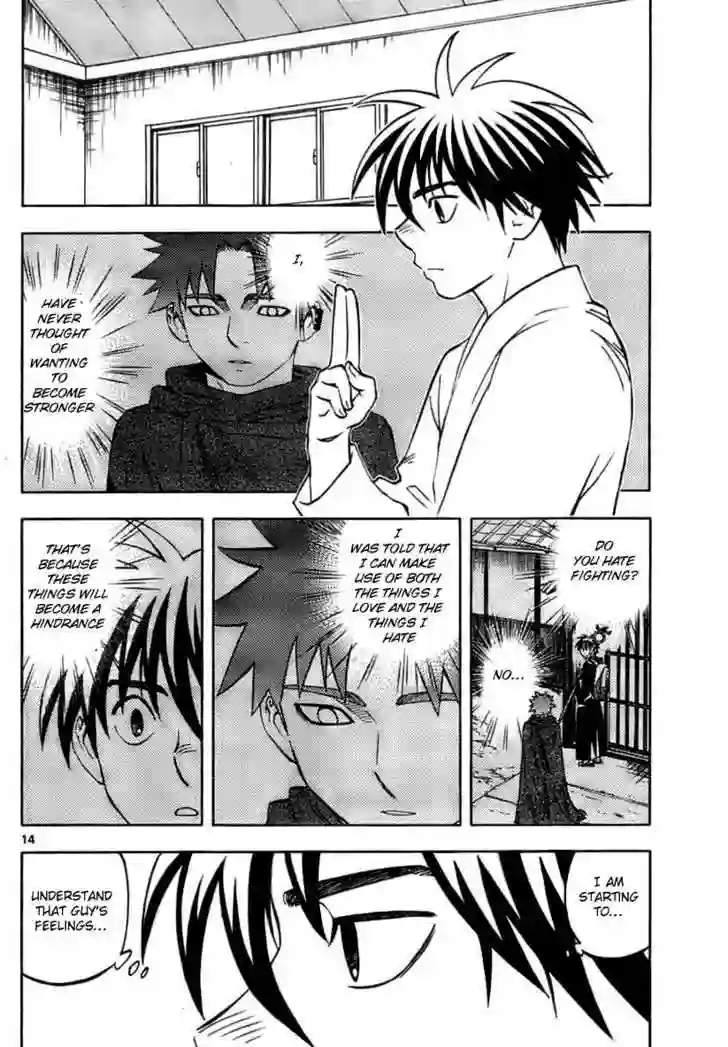 I,
HAVE
NEVER
THOUGHT
OF
WANTING
TO
BECOME
STRONGER
DO
YOU HATE
FIGHTING?
NO...
I
WAS TOLD THAT
I CAN MAKE
USE OF BOTH
THE THINGS I
LOVE AND THE
THINGS I
HATE
THAT'S
BECAUSE
THESE
THINGS WILL
BECOME A
HINDRANCE
14
I AM
STARTING
TO...
UNDERSTAND
THAT GUY'S
FEELINGS...